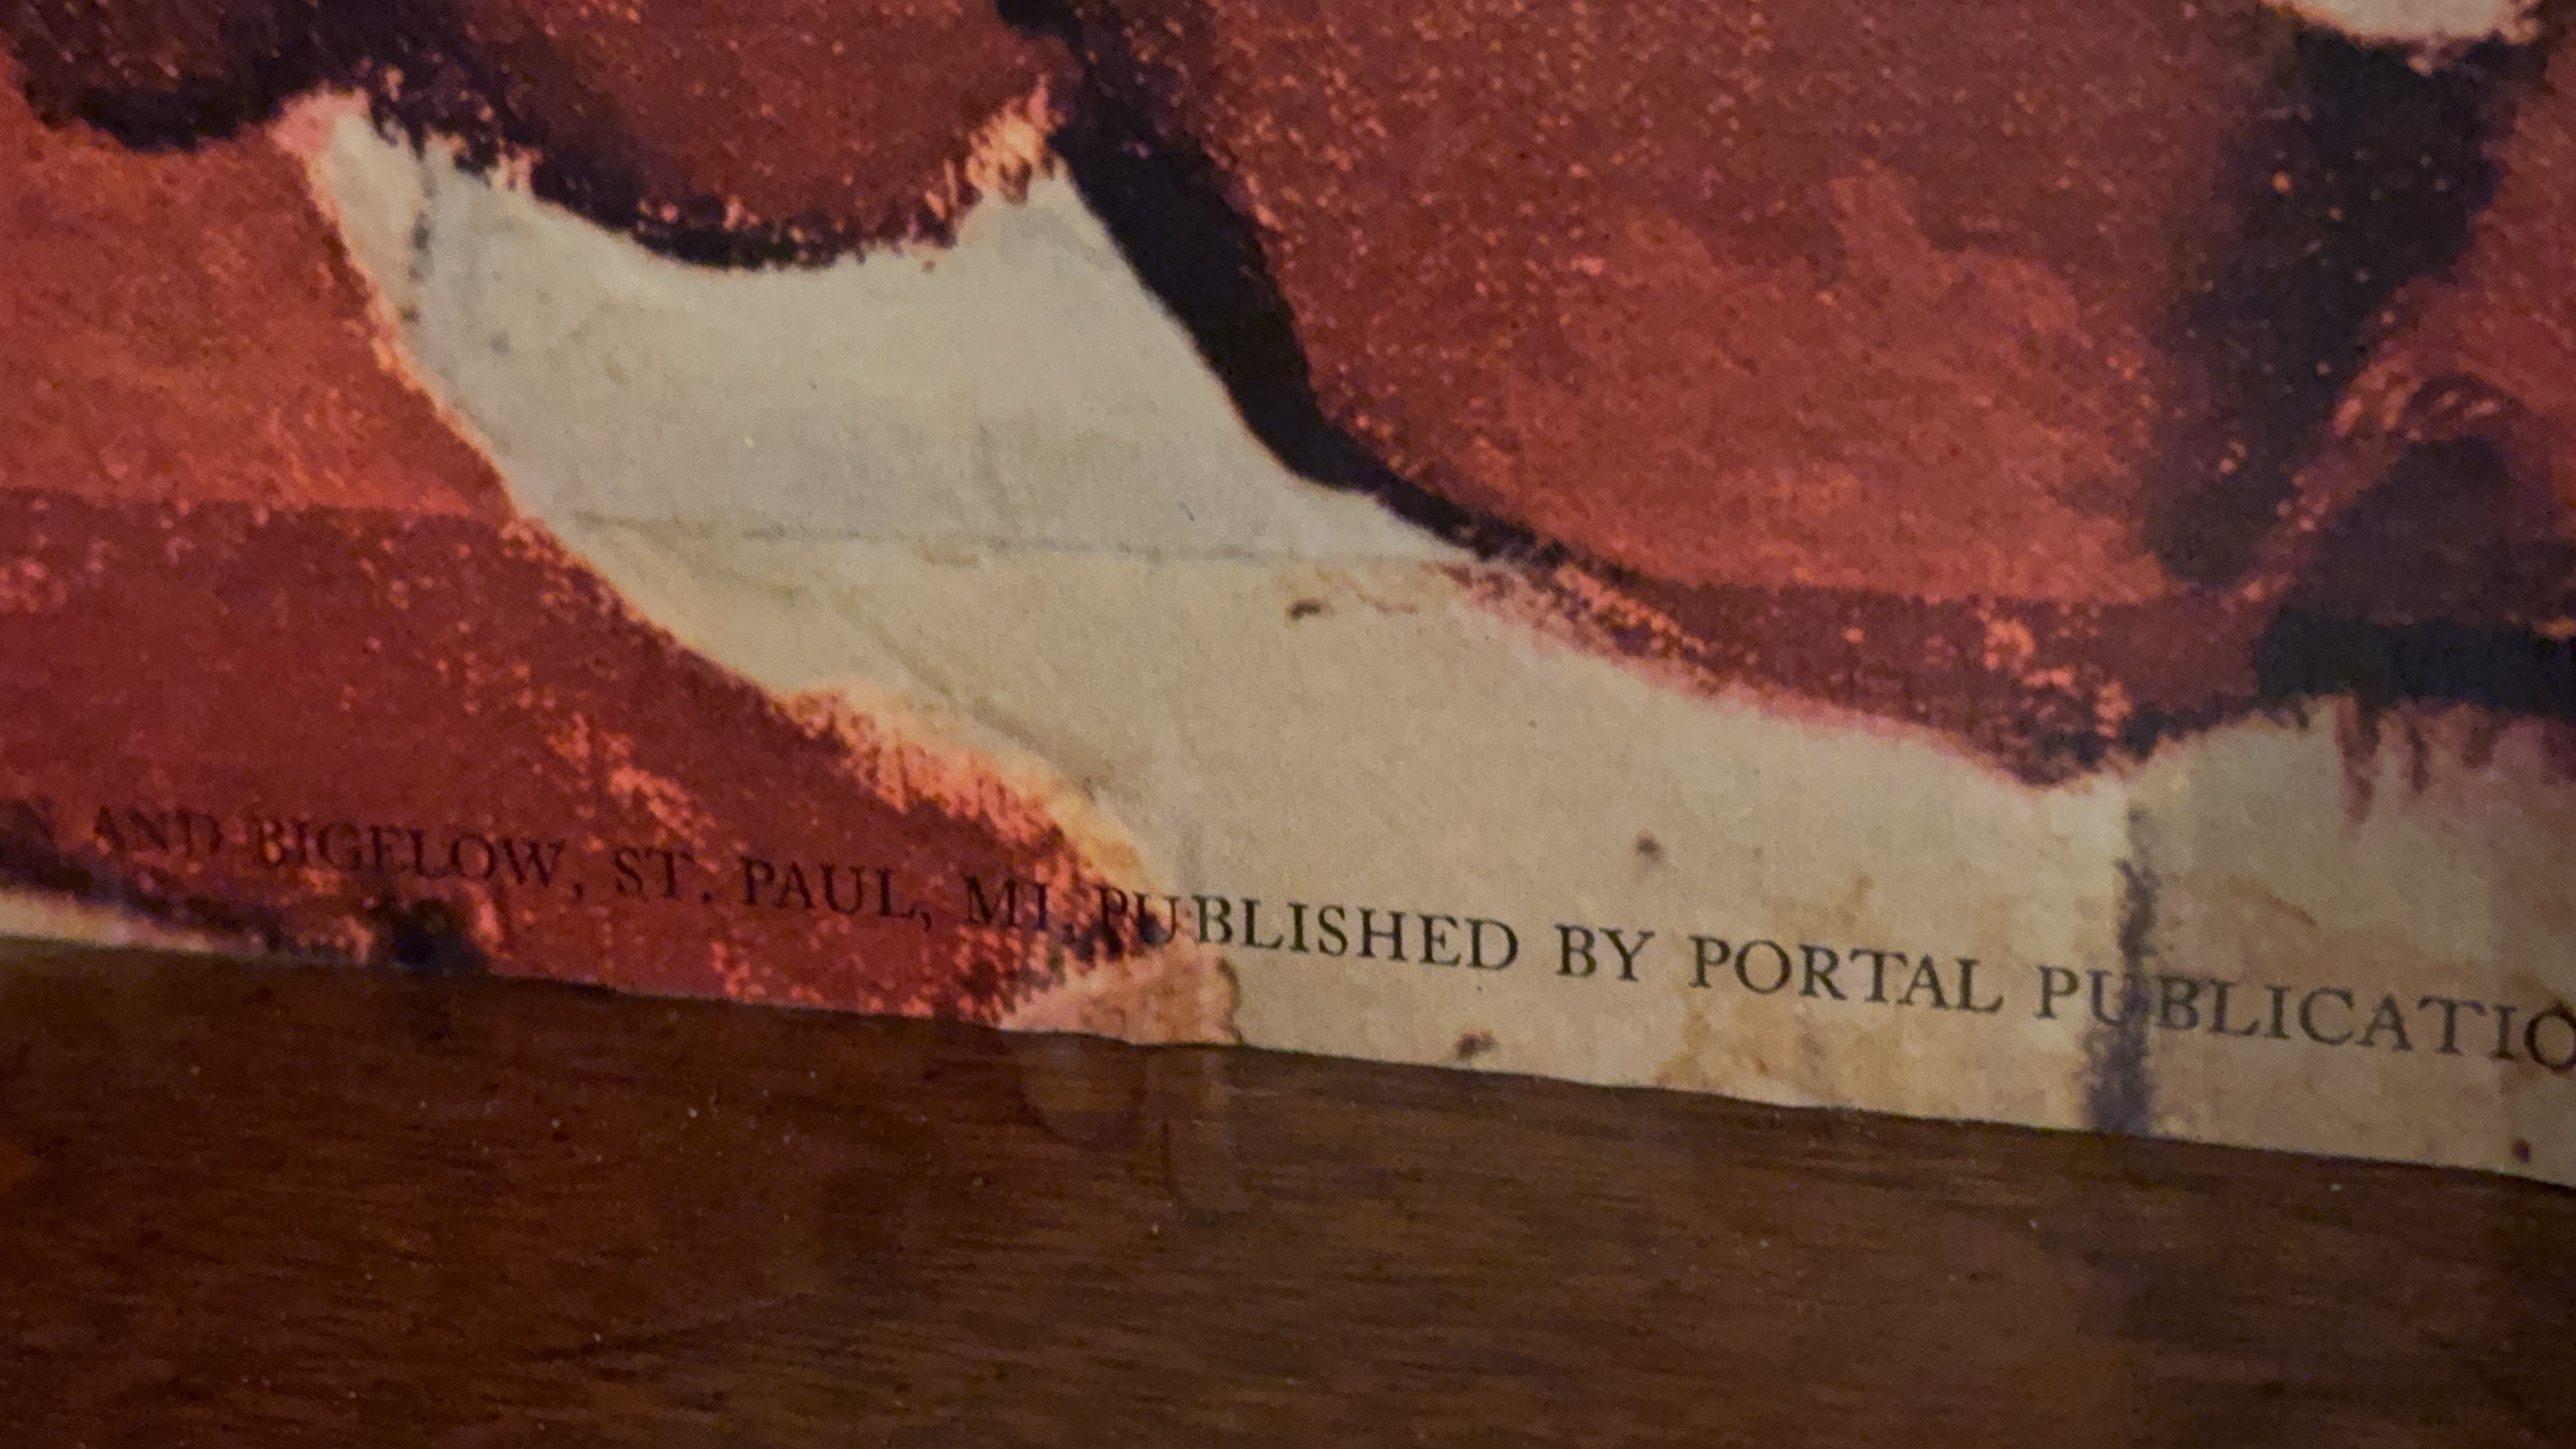 AND BIGELOW, ST. PAUL, MI. PUBLISHED BY PORTAL PUBLICATIO